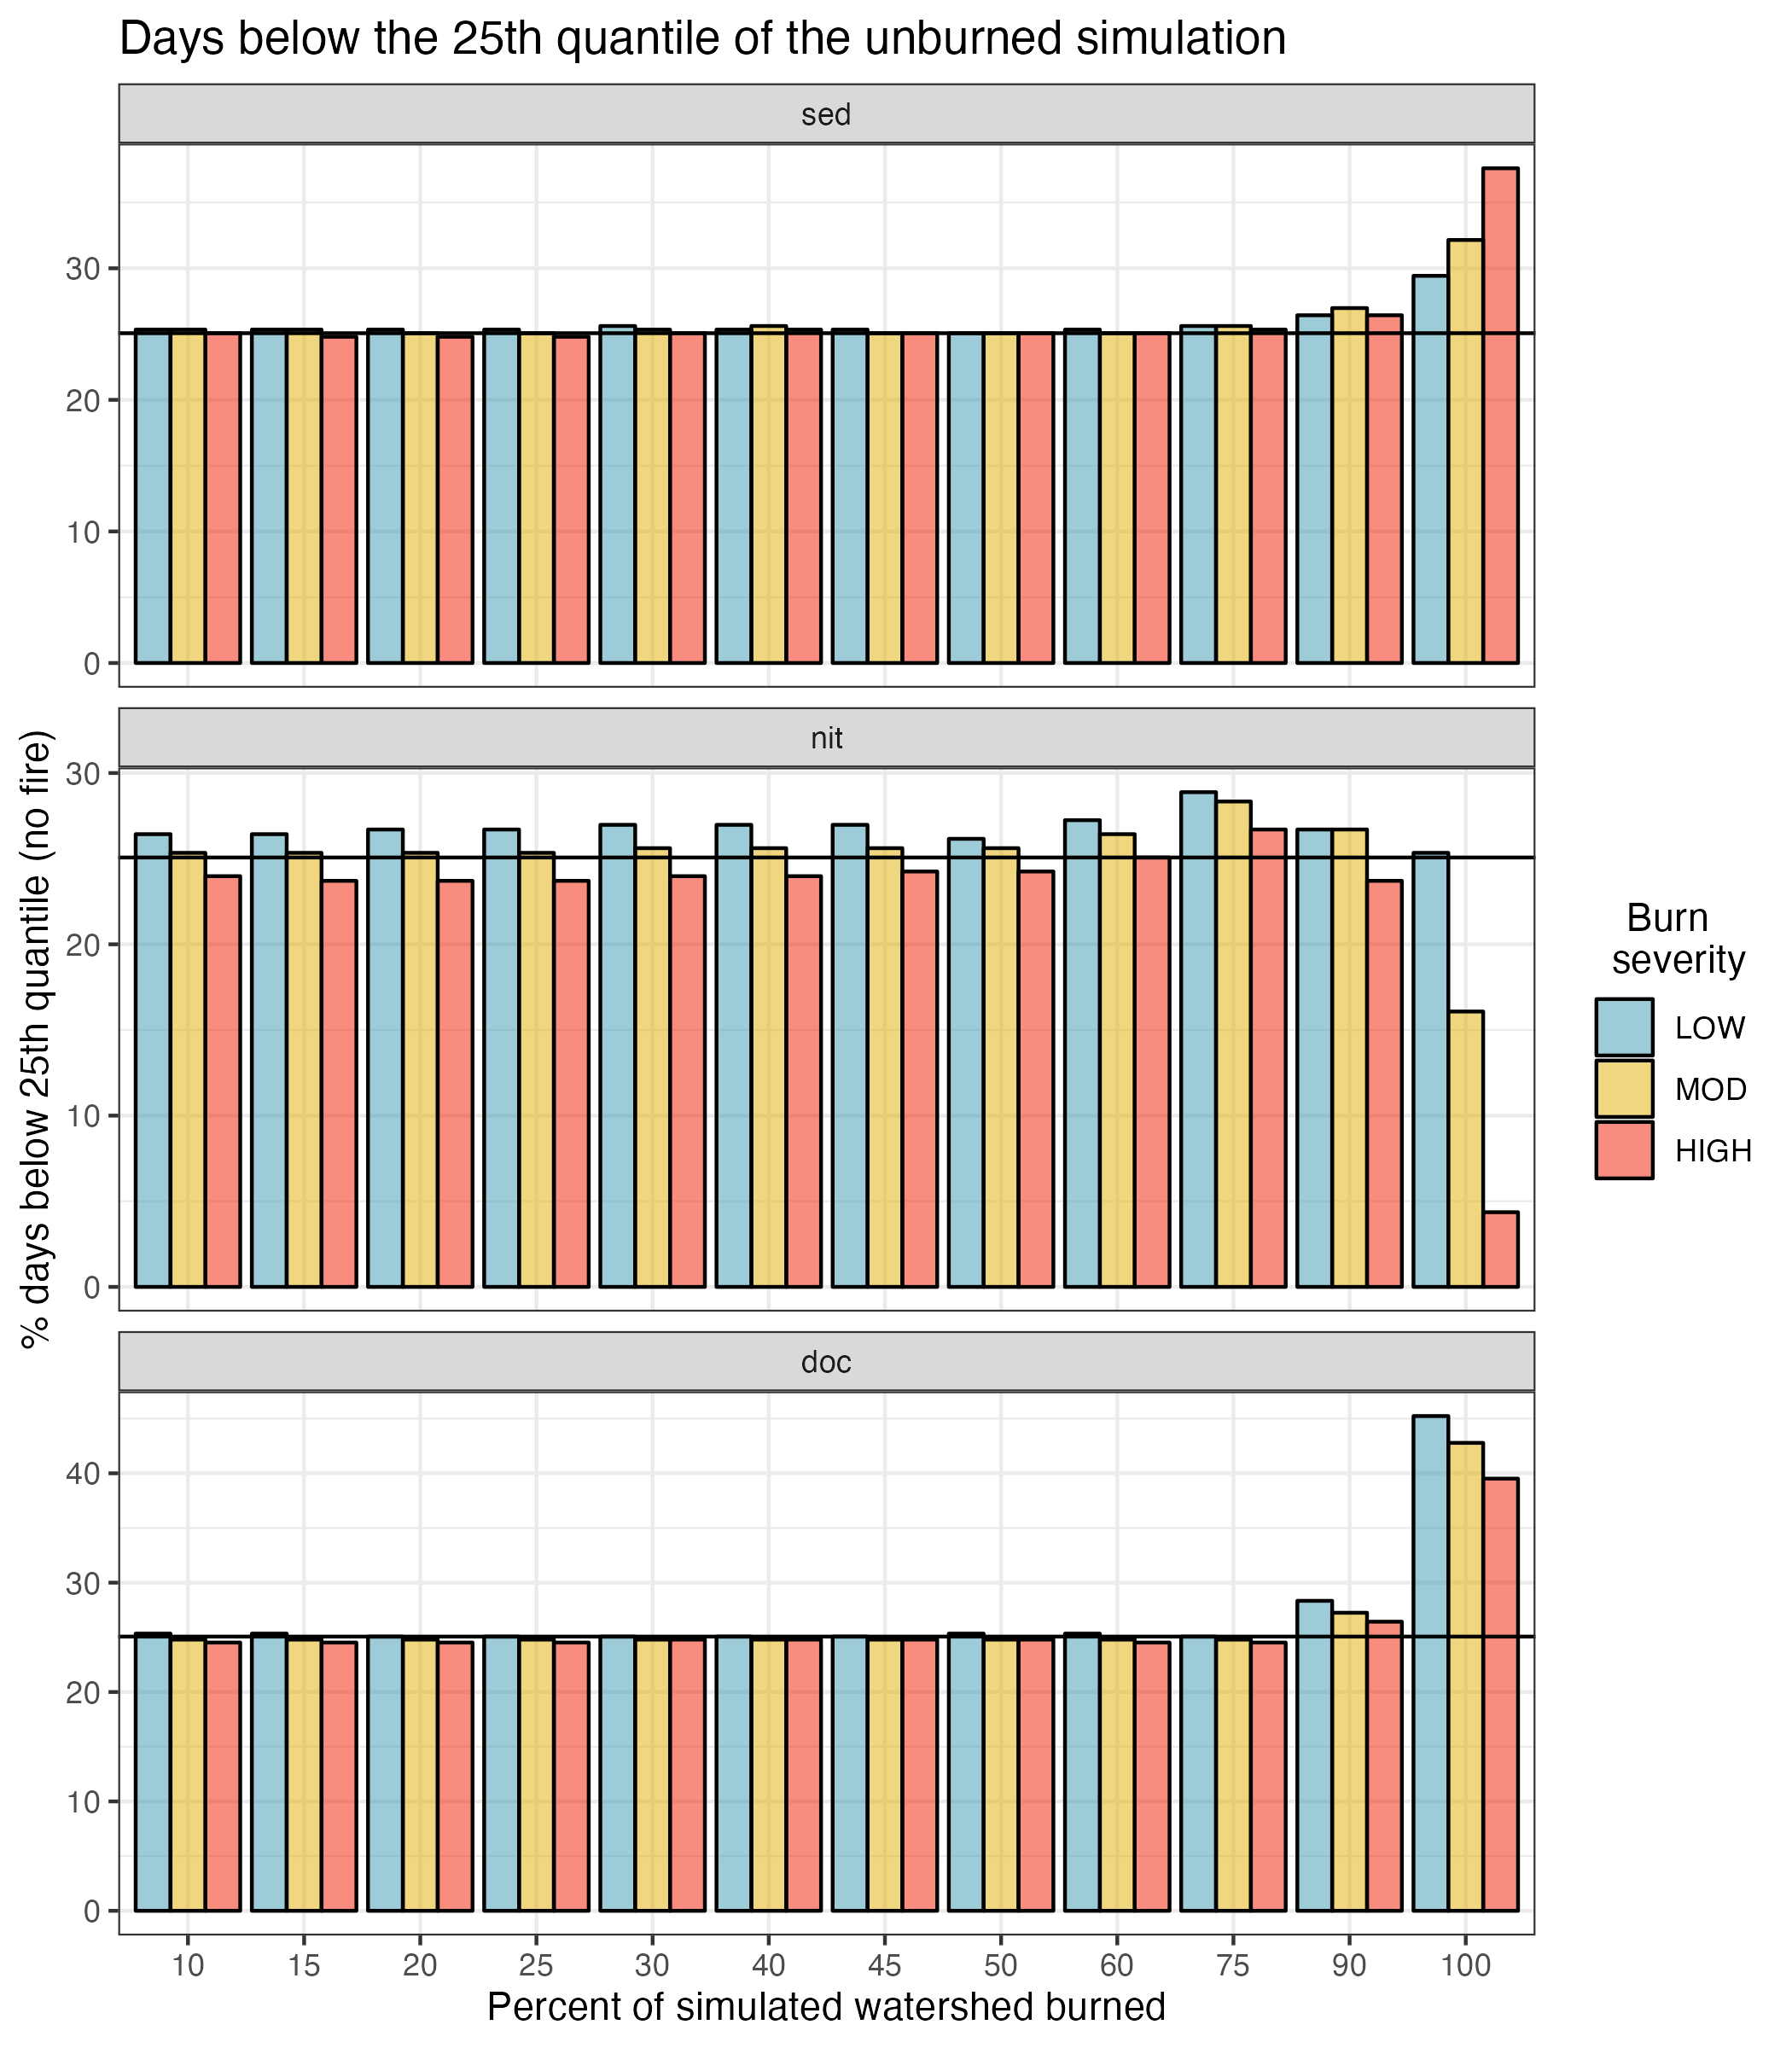 Days below the 25th quantile of the unburned simulation
sed
30
20
10
0
nit
30
20
10
0
doc
40
30
20
10
0
10 15 20 25 30 40 45 50 60 75 90 100
Percent of simulated watershed burned
% days below 25th quantile (no fire)
Burn
severity
LOW
MOD
HIGH